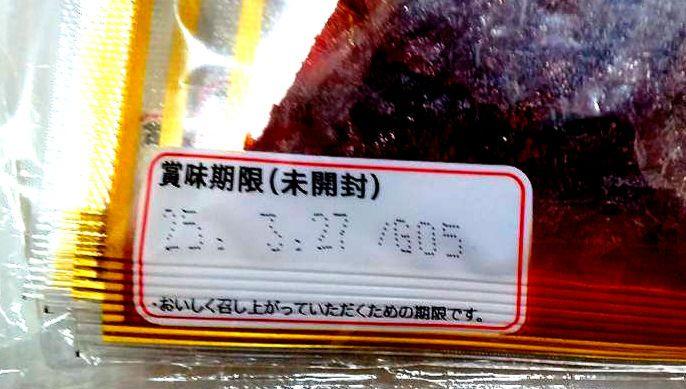 賞味期限(未開封)
25. 3.27 /G05
・おいしく召し上がっていただくための期限です。